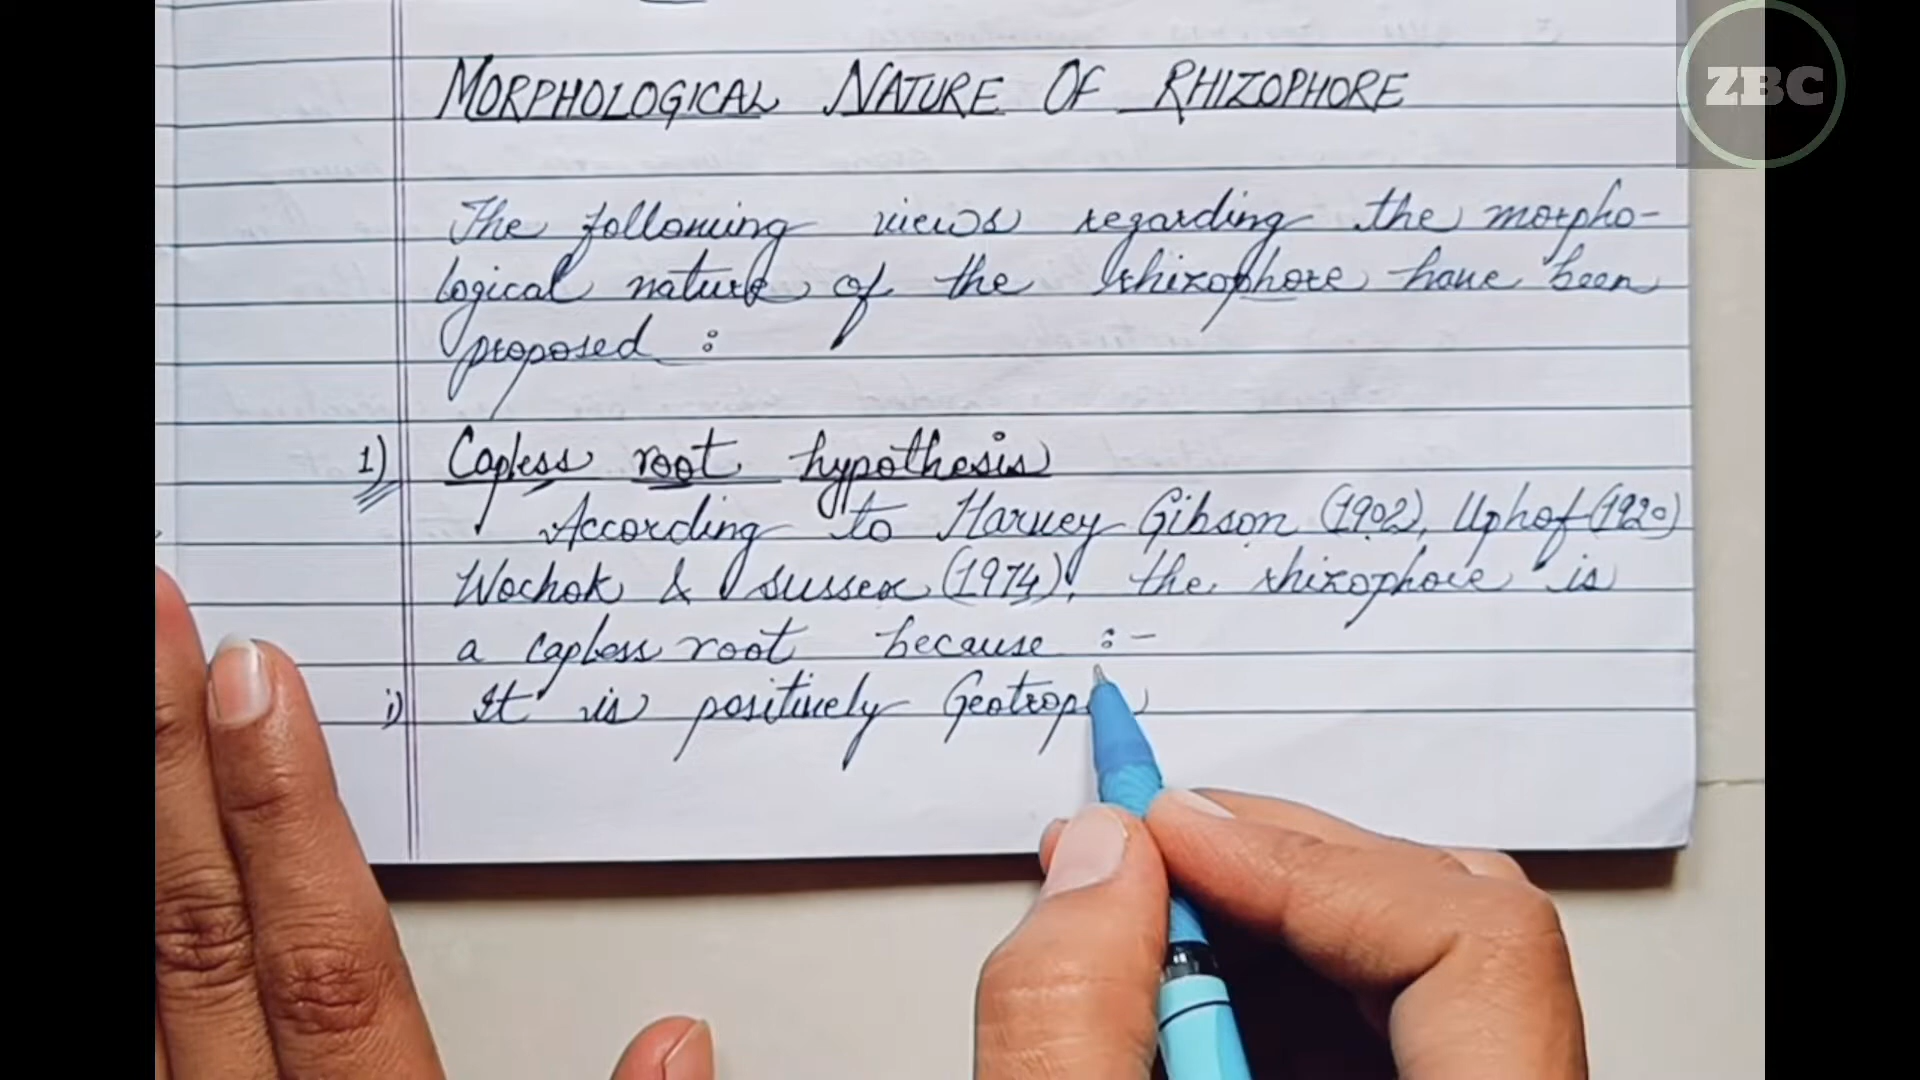 ZBC
MORPHOLOGICAL NATURE OF RHIZOPHORE
The following views regarding the morpho-
logical nature of the rhizophore have been
proposed :
1) Capless root hypothesis
According to Harvey Gibson (1902), Uphof (1920)
Wochok & Sussex (1974), the rhizophore is
a capless root because :-
i) It is positively Geotrop